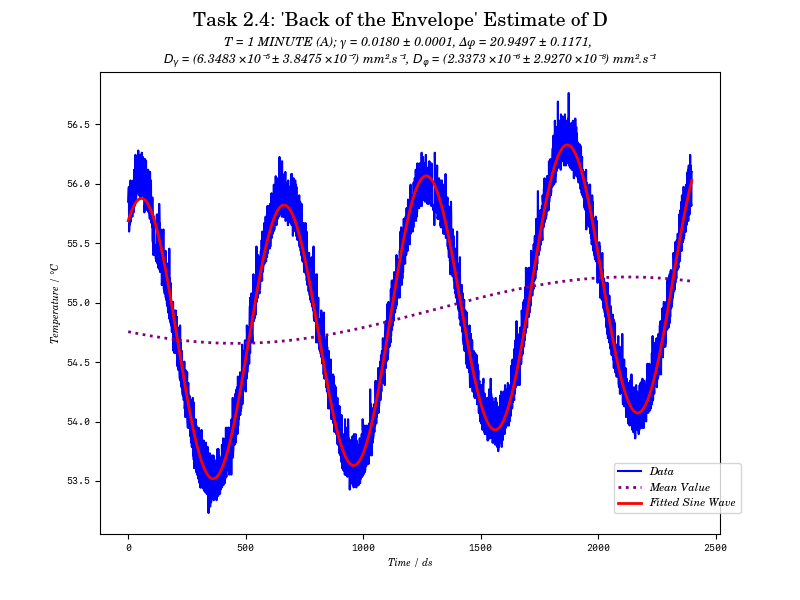 Task 2.4: 'Back of the Envelope' Estimate of D
T = 1 MINUTE (A); γ = 0.0180 ± 0.0001, Δφ = 20.9497 ± 0.1171,
Dᵧ = (6.3483 ×10⁻⁵ ± 3.8475 ×10⁻⁷) mm².s⁻¹, Dᵩ = (2.3373 ×10⁻⁶ ± 2.9270 ×10⁻⁸) mm².s⁻¹
56.5
56.0
55.5
55.0
54.5
54.0
53.5
Temperature / °C
Data
Mean Value
Fitted Sine Wave
0 500 1000 1500 2000 2500
Time / ds